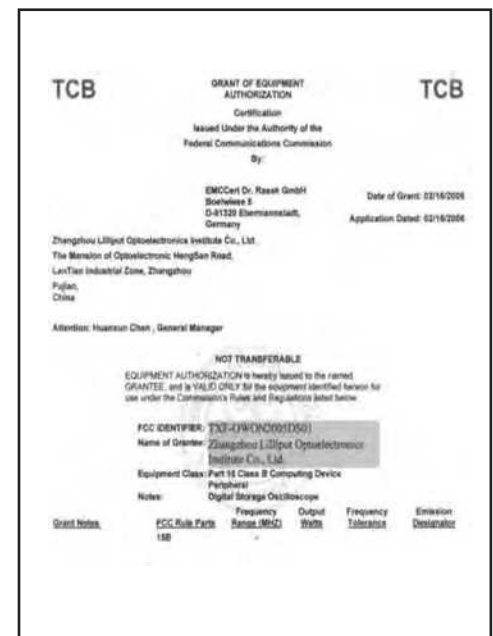 TCB
GRANT OF EQUIPMENT
AUTHORIZATION
TCB
Certification
Issued Under the Authority of the
Federal Communications Commission
By:
EMCCert Dr. Rasek GmbH
Boelwiese 5
D-91320 Ebermannstadt,
Germany
Date of Grant: 02/16/2006
Application Dated: 02/16/2006
Zhangzhou Lilliput Optoelectronics Institute Co., Ltd.
The Mansion of Optoelectronic HengSan Road,
LanTian Industrial Zone, Zhangzhou
Fujian,
China
Attention: Huanxun Chen , General Manager
NOT TRANSFERABLE
EQUIPMENT AUTHORIZATION is hereby issued to the named
GRANTEE, and is VALID ONLY for the equipment identified hereon for
use under the Commission's Rules and Regulations listed below.
FCC IDENTIFIER: TXF-OWON2005DS01
Name of Grantee: Zhangzhou Lilliput Optoelectronics
Institute Co., Ltd.
Equipment Class: Part 15 Class B Computing Device
Peripheral
Notes: Digital Storage Oscilloscope
Grant Notes FCC Rule Parts Frequency Range (MHZ) Output Watts Frequency Tolerance Emission Designator
15B